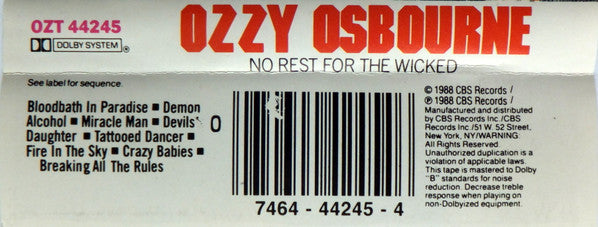 OZT 44245
DOLBY SYSTEM®
OZZY OSBOURNE
NO REST FOR THE WICKED
See label for sequence.
Bloodbath In Paradise ■ Demon
Alcohol ■ Miracle Man ■ Devils
Daughter ■ Tattooed Dancer ■
Fire In The Sky ■ Crazy Babies ■
Breaking All The Rules
0
7464 - 44245 - 4
© 1988 CBS Records /
℗ 1988 CBS Records /
Manufactured and distributed
by CBS Records Inc./CBS
Records Inc./51 W. 52 Street,
New York, NY/WARNING:
All Rights Reserved.
Unauthorized duplication is a
violation of applicable laws.
This tape is mastered to Dolby
"B" standards for noise
reduction. Decrease treble
response when playing on
non-Dolbyized equipment.